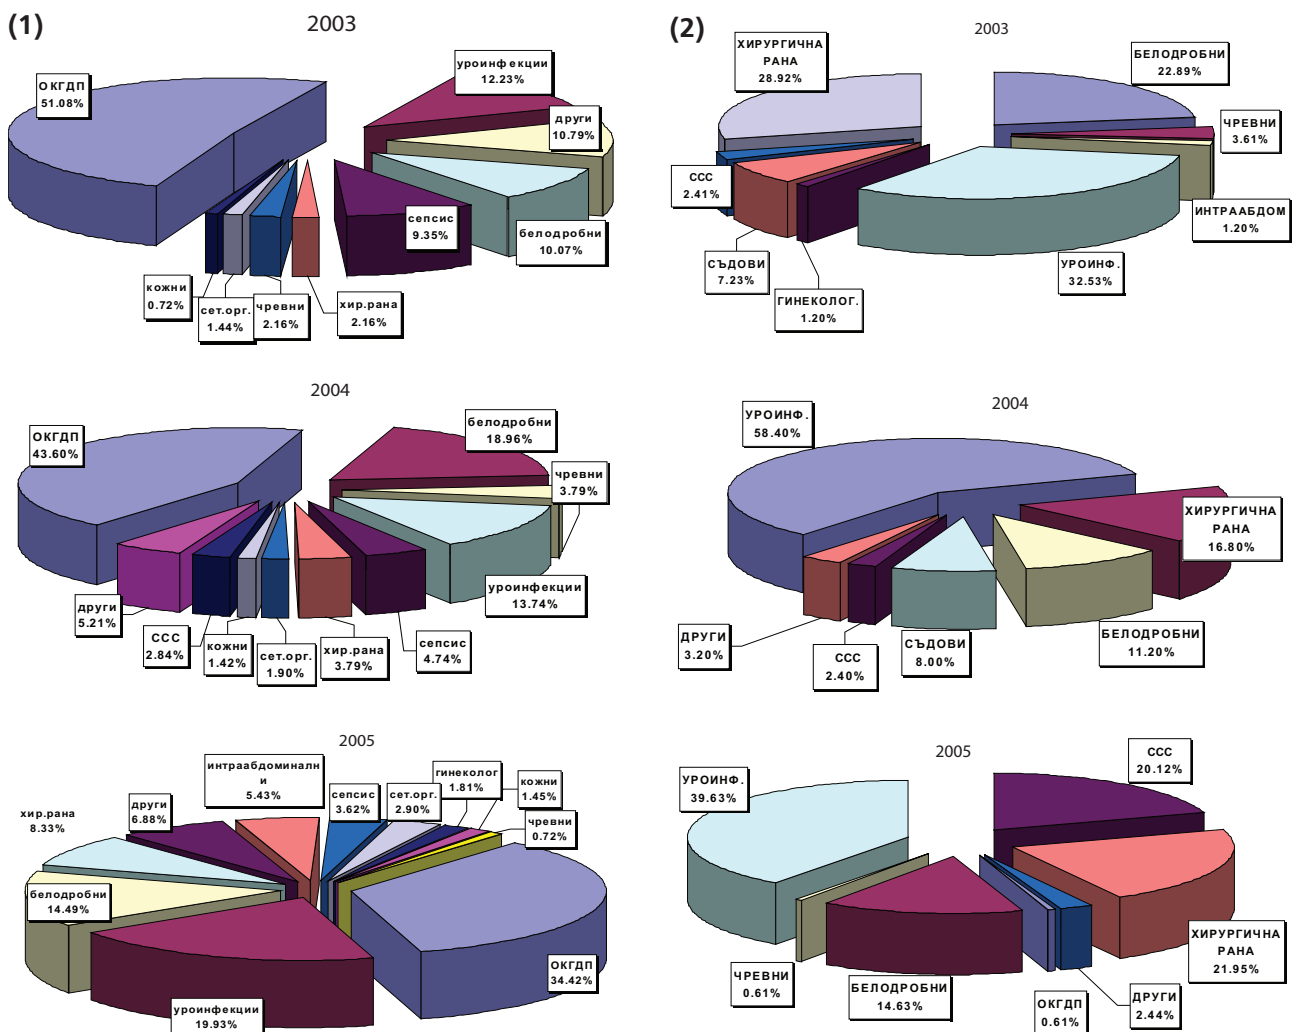 (1)
2003
ОКГДП
51.08%
уроинфекции
12.23%
други
10.79%
белодробни
10.07%
сепсис
9.35%
хир.рана
2.16%
чревни
2.16%
сет.орг.
1.44%
кожни
0.72%
(2)
2003
ХИРУРГИЧНА
РАНА
28.92%
БЕЛОДРОБНИ
22.89%
ЧРЕВНИ
3.61%
ИНТРААБДОМ
1.20%
УРОИНФ.
32.53%
ГИНЕКОЛОГ.
1.20%
СЪДОВИ
7.23%
ССС
2.41%
2004
ОКГДП
43.60%
белодробни
18.96%
чревни
3.79%
уроинфекции
13.74%
сепсис
4.74%
хир.рана
3.79%
сет.орг.
1.90%
кожни
1.42%
ССС
2.84%
други
5.21%
2004
УРОИНФ.
58.40%
ХИРУРГИЧНА
РАНА
16.80%
БЕЛОДРОБНИ
11.20%
СЪДОВИ
8.00%
ССС
2.40%
ДРУГИ
3.20%
2005
хир.рана
8.33%
други
6.88%
интраабдоминалн
и
5.43%
сепсис
3.62%
сет.орг.
2.90%
гинеколог
1.81%
кожни
1.45%
чревни
0.72%
ОКГДП
34.42%
уроинфекции
19.93%
белодробни
14.49%
2005
УРОИНФ.
39.63%
ССС
20.12%
ХИРУРГИЧНА
РАНА
21.95%
ДРУГИ
2.44%
ОКГДП
0.61%
БЕЛОДРОБНИ
14.63%
ЧРЕВНИ
0.61%